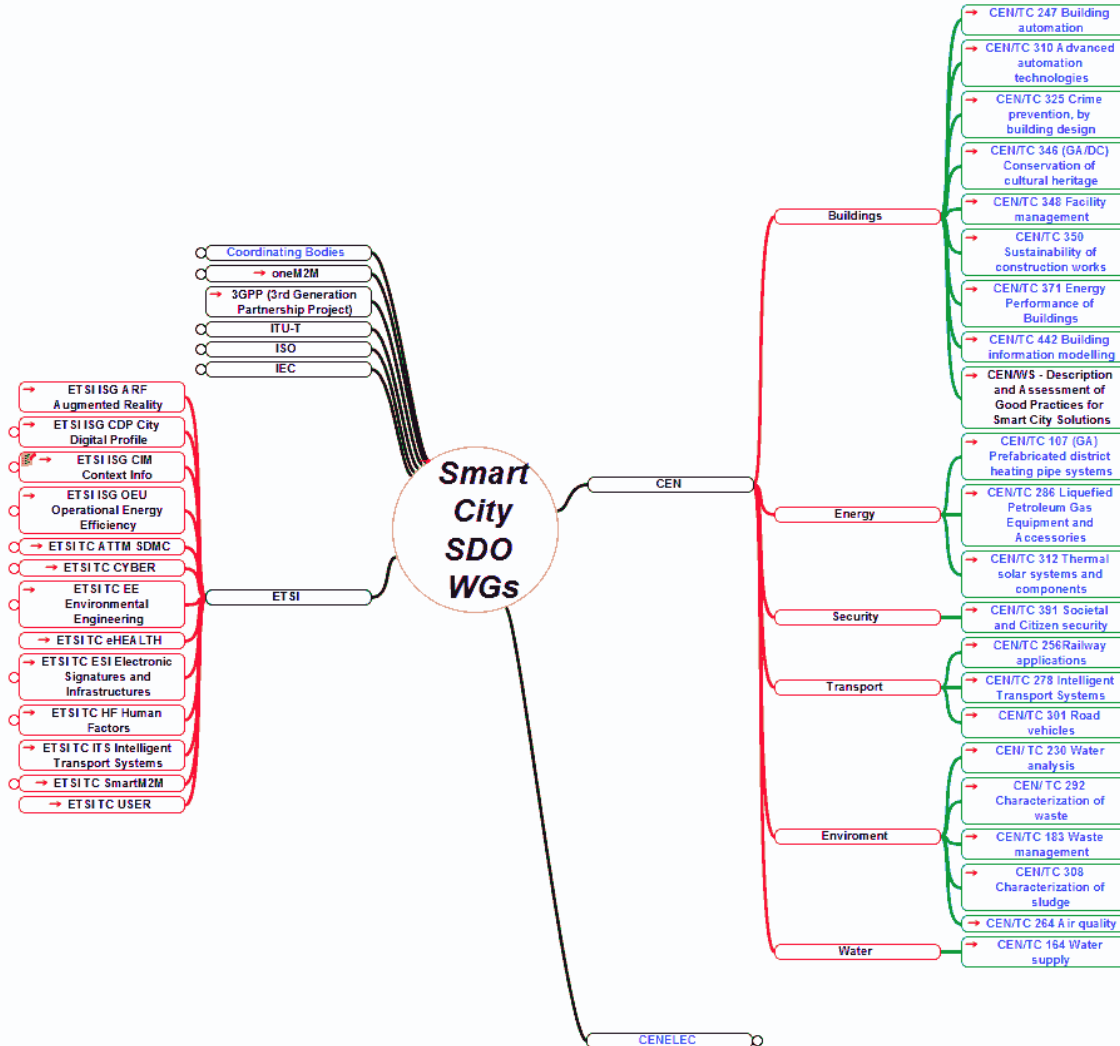 Smart
City
SDO
WGs
Coordinating Bodies
→ oneM2M
→ 3GPP (3rd Generation
Partnership Project)
ITU-T
ISO
IEC
ETSI
→ ETSI ISG ARF
Augmented Reality
→ ETSI ISG CDP City
Digital Profile
→ ETSI ISG CIM
Context Info
→ ETSI ISG OEU
Operational Energy
Efficiency
→ ETSI TC ATTM SDMC
→ ETSI TC CYBER
→ ETSI TC EE
Environmental
Engineering
→ ETSI TC eHEALTH
→ ETSI TC ESI Electronic
Signatures and
Infrastructures
→ ETSI TC HF Human
Factors
→ ETSI TC ITS Intelligent
Transport Systems
→ ETSI TC SmartM2M
→ ETSI TC USER
CEN
Buildings
→ CEN/TC 247 Building
automation
→ CEN/TC 310 Advanced
automation
technologies
→ CEN/TC 325 Crime
prevention, by
building design
→ CEN/TC 346 (GA/DC)
Conservation of
cultural heritage
→ CEN/TC 348 Facility
management
→ CEN/TC 350
Sustainability of
construction works
→ CEN/TC 371 Energy
Performance of
Buildings
→ CEN/TC 442 Building
information modelling
→ CEN/WS - Description
and Assessment of
Good Practices for
Smart City Solutions
Energy
→ CEN/TC 107 (GA)
Prefabricated district
heating pipe systems
→ CEN/TC 286 Liquefied
Petroleum Gas
Equipment and
Accessories
→ CEN/TC 312 Thermal
solar systems and
components
Security
→ CEN/TC 391 Societal
and Citizen security
Transport
→ CEN/TC 256Railway
applications
→ CEN/TC 278 Intelligent
Transport Systems
→ CEN/TC 301 Road
vehicles
Enviroment
→ CEN/ TC 230 Water
analysis
→ CEN/ TC 292
Characterization of
waste
→ CEN/TC 183 Waste
management
→ CEN/TC 308
Characterization of
sludge
→ CEN/TC 264 Air quality
Water
→ CEN/TC 164 Water
supply
CENELEC